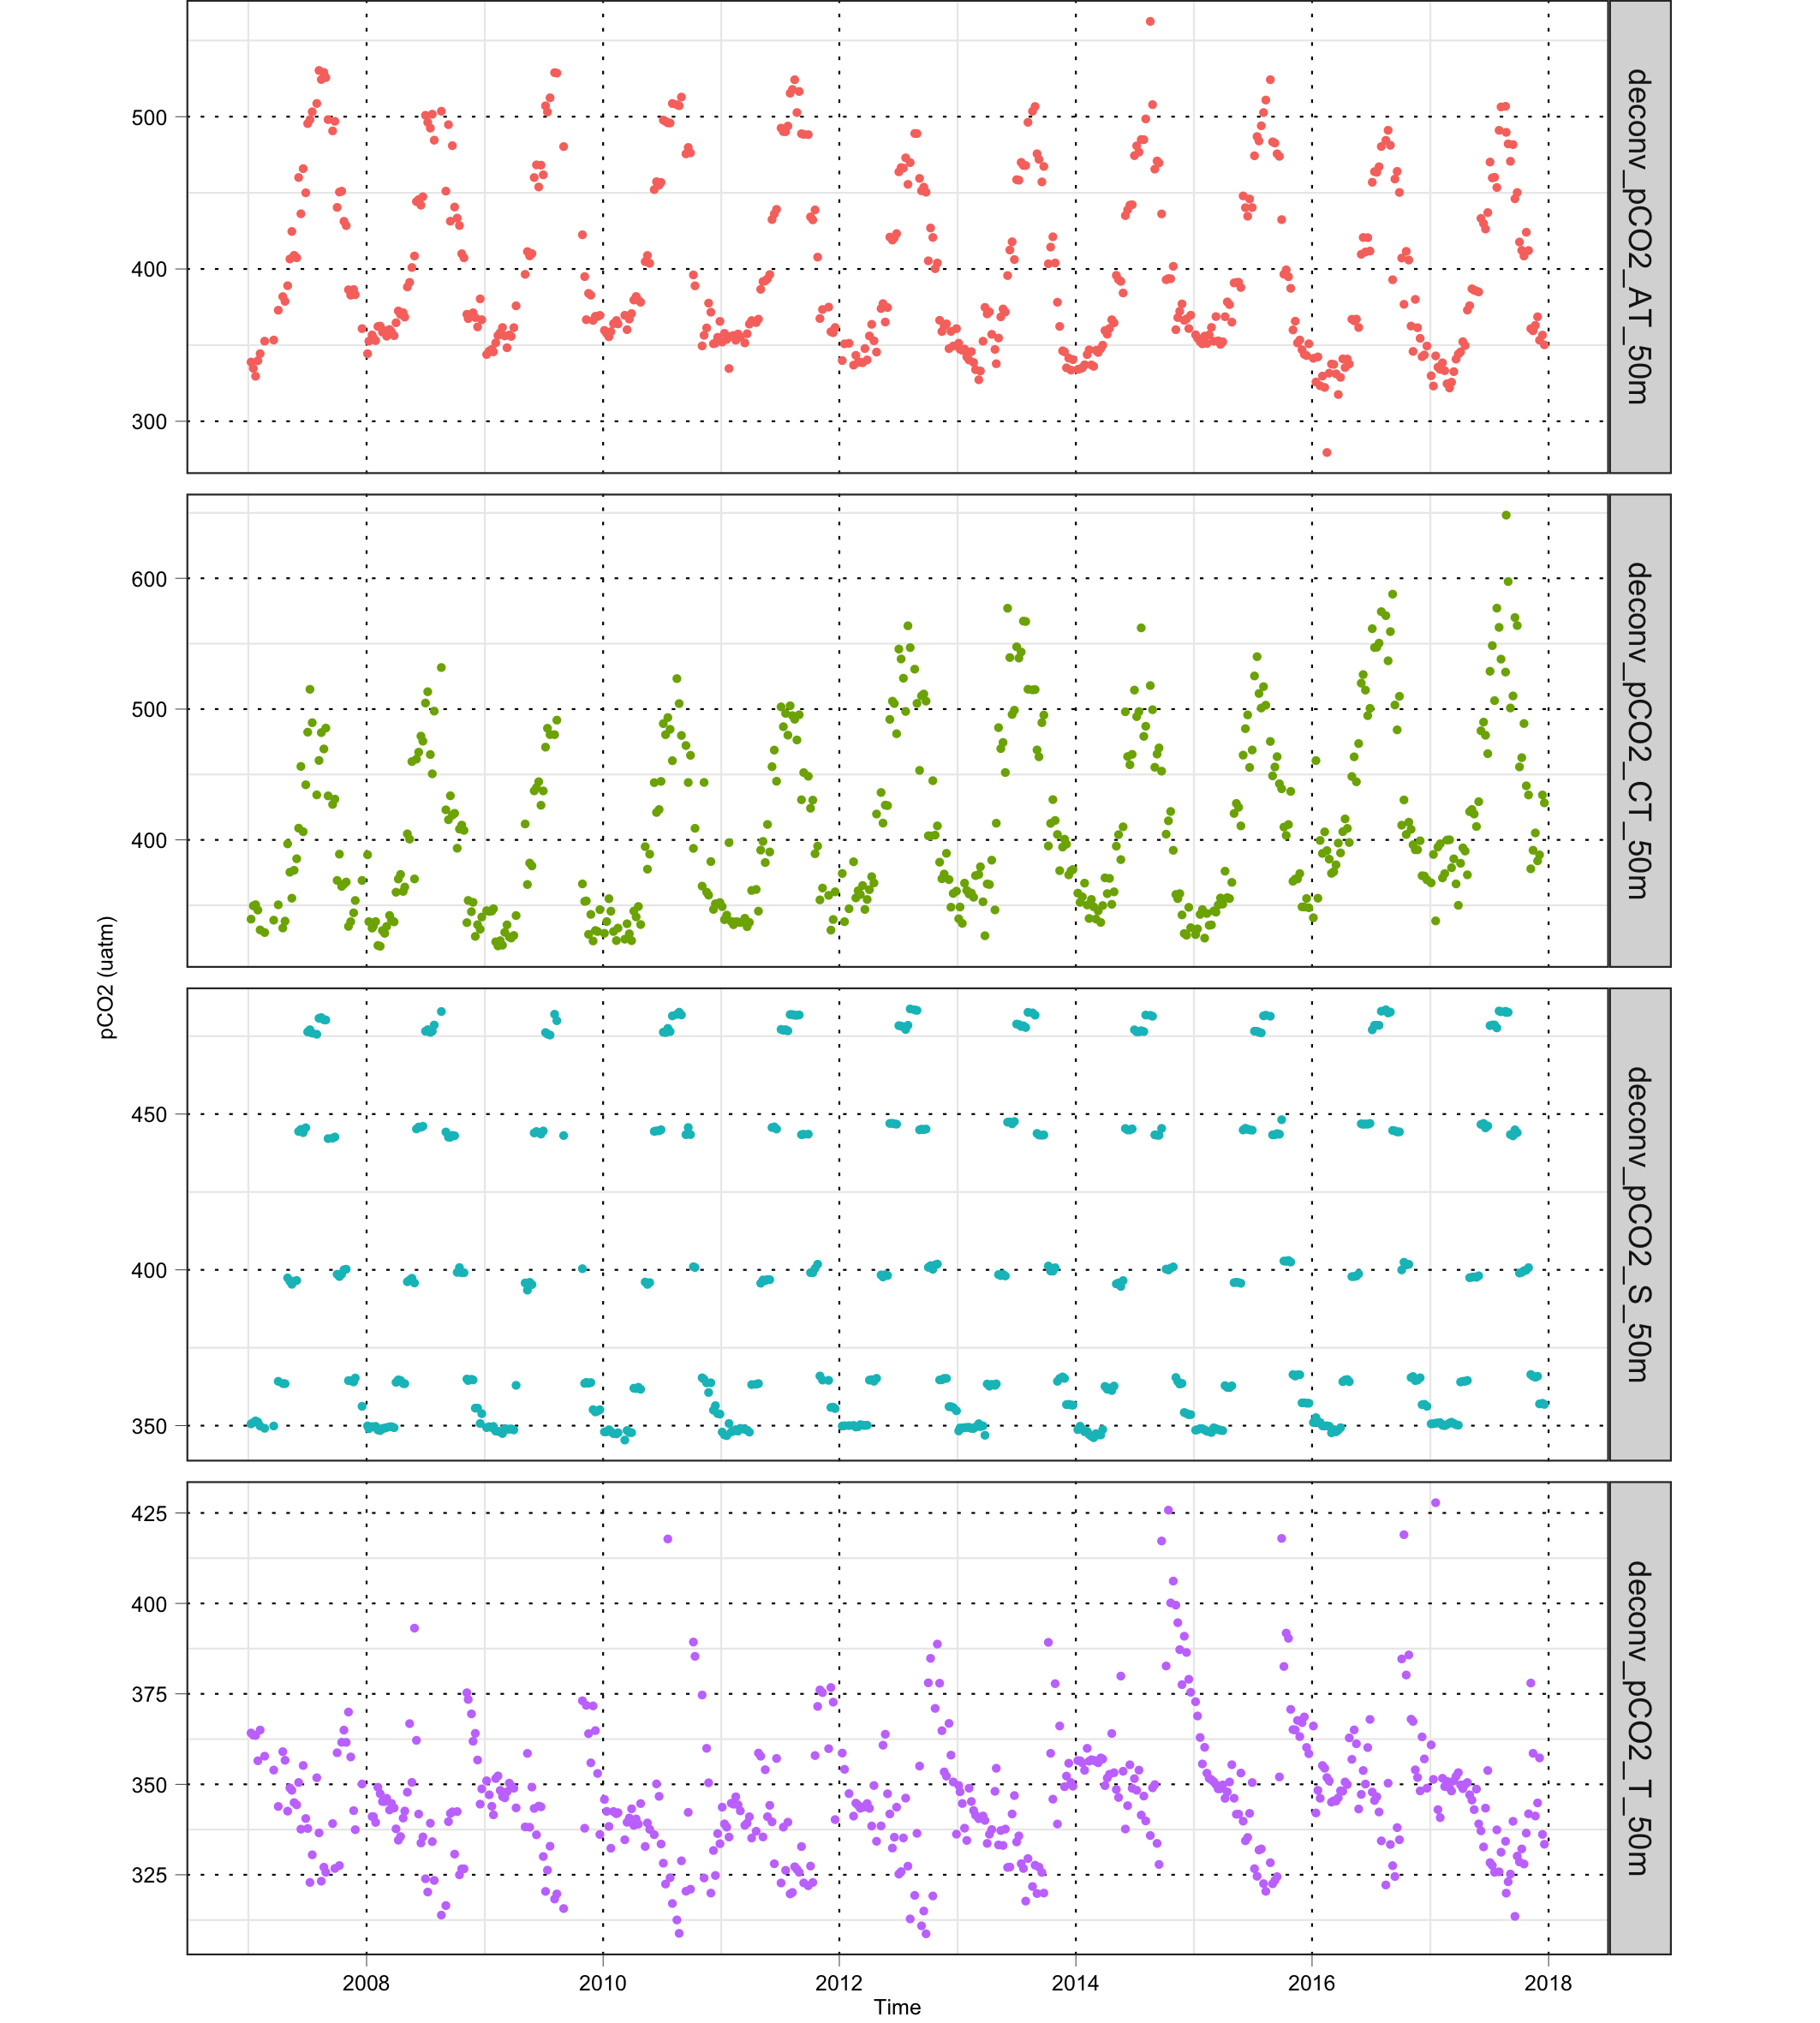 500
400
300
deconv_pCO2_AT_50m
600
500
400
deconv_pCO2_CT_50m
pCO2 (uatm)
450
400
350
deconv_pCO2_S_50m
425
400
375
350
325
deconv_pCO2_T_50m
2008 2010 2012 2014 2016 2018
Time